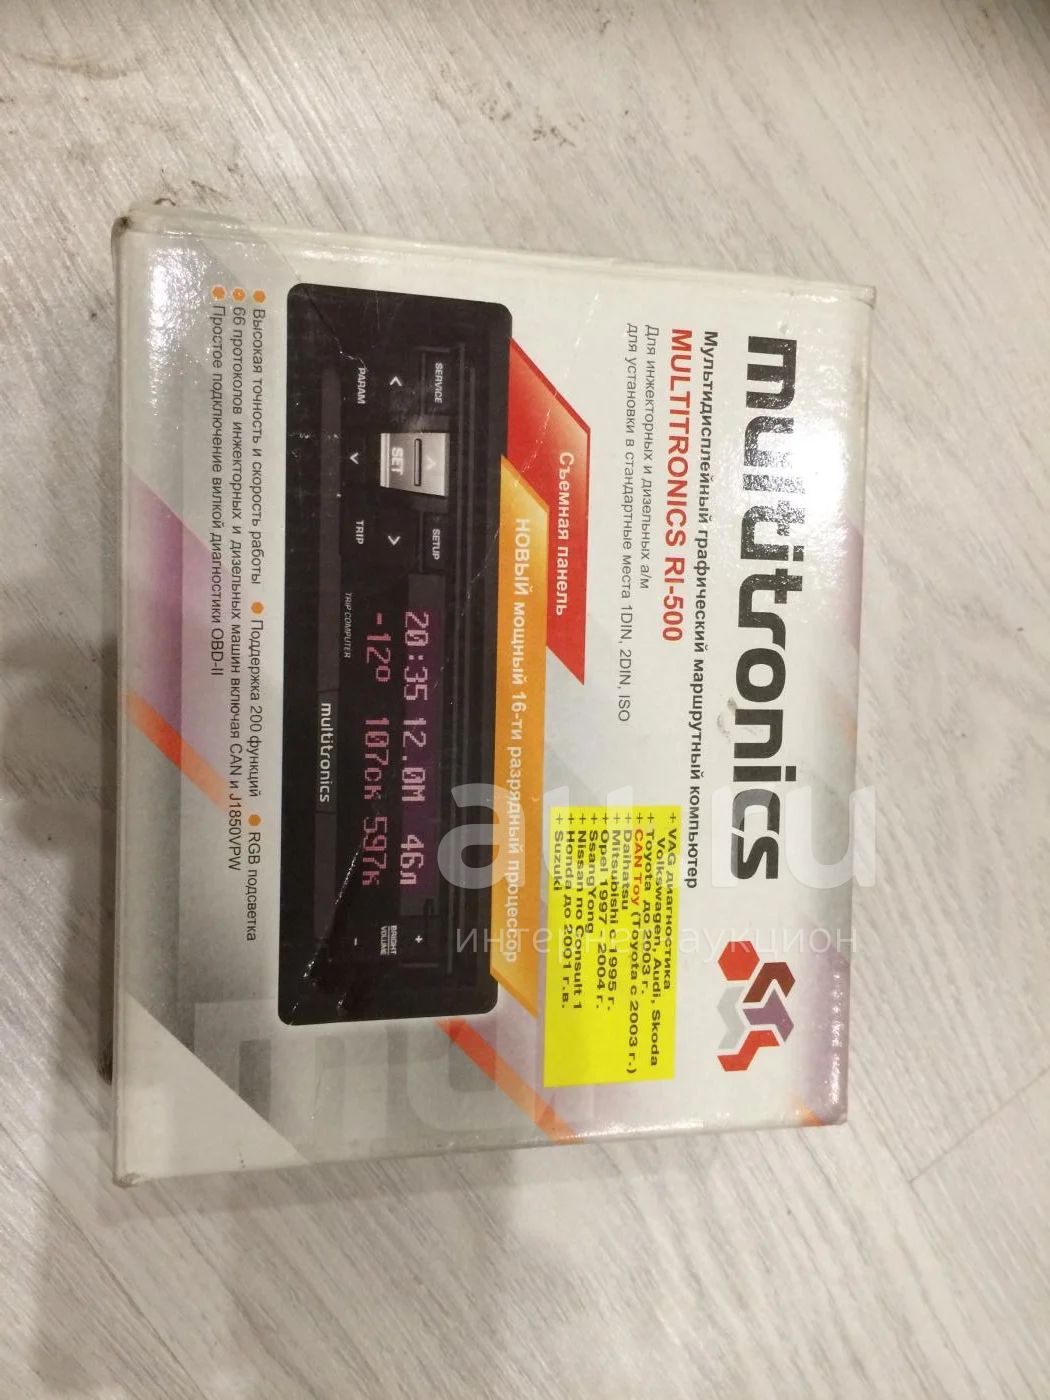 multitronics
Мультидисплейный графический маршрутный компьютер
MULTITRONICS RI-500
Для инжекторных и дизельных а/м
для установки в стандартные места 1DIN, 2DIN, ISO
+ VAG-диагностика
Volkswagen, Audi, Skoda
+ Toyota до 2003 г.
+ CAN Toy (Toyota с 2003 г.)
+ Daihatsu
+ Mitsubishi с 1995 г.
+ Opel 1997 - 2004 г.
+ SsangYong
+ Nissan по Consult 1
+ Honda до 2001 г.в.
+ Suzuki
Съемная панель
НОВЫЙ мощный 16-ти разрядный процессор
SERVICE
SETUP
SET
PARAM
TRIP
TRIP COMPUTER
20:35 12.0М 46л
-12° 107ок 597к
+
BRIGHT
VOLUME
-
multitronics
Высокая точность и скорость работы
Поддержка 200 функций
RGB подсветка
66 протоколов инжекторных и дизельных машин включая CAN и J1850VPW
Простое подключение вилкой диагностики OBD-II
au.ru
интернет-аукцион